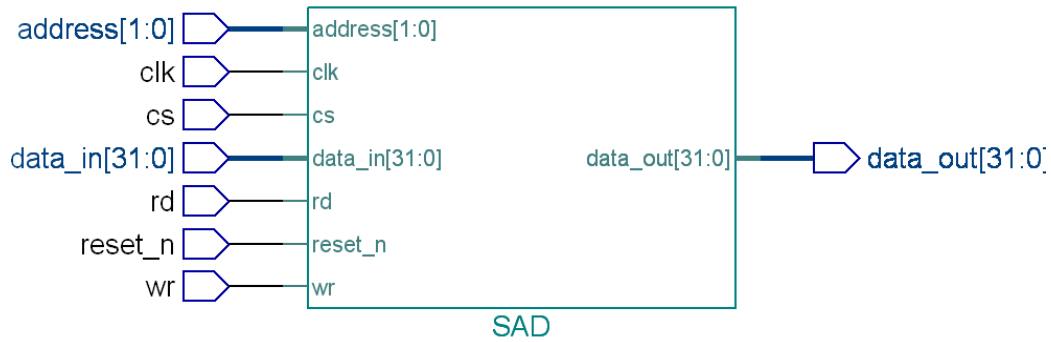 address[1:0] address[1:0]
clk clk
cs cs
data_in[31:0] data_in[31:0] data_out[31:0] data_out[31:0]
rd rd
reset_n reset_n
wr wr
SAD